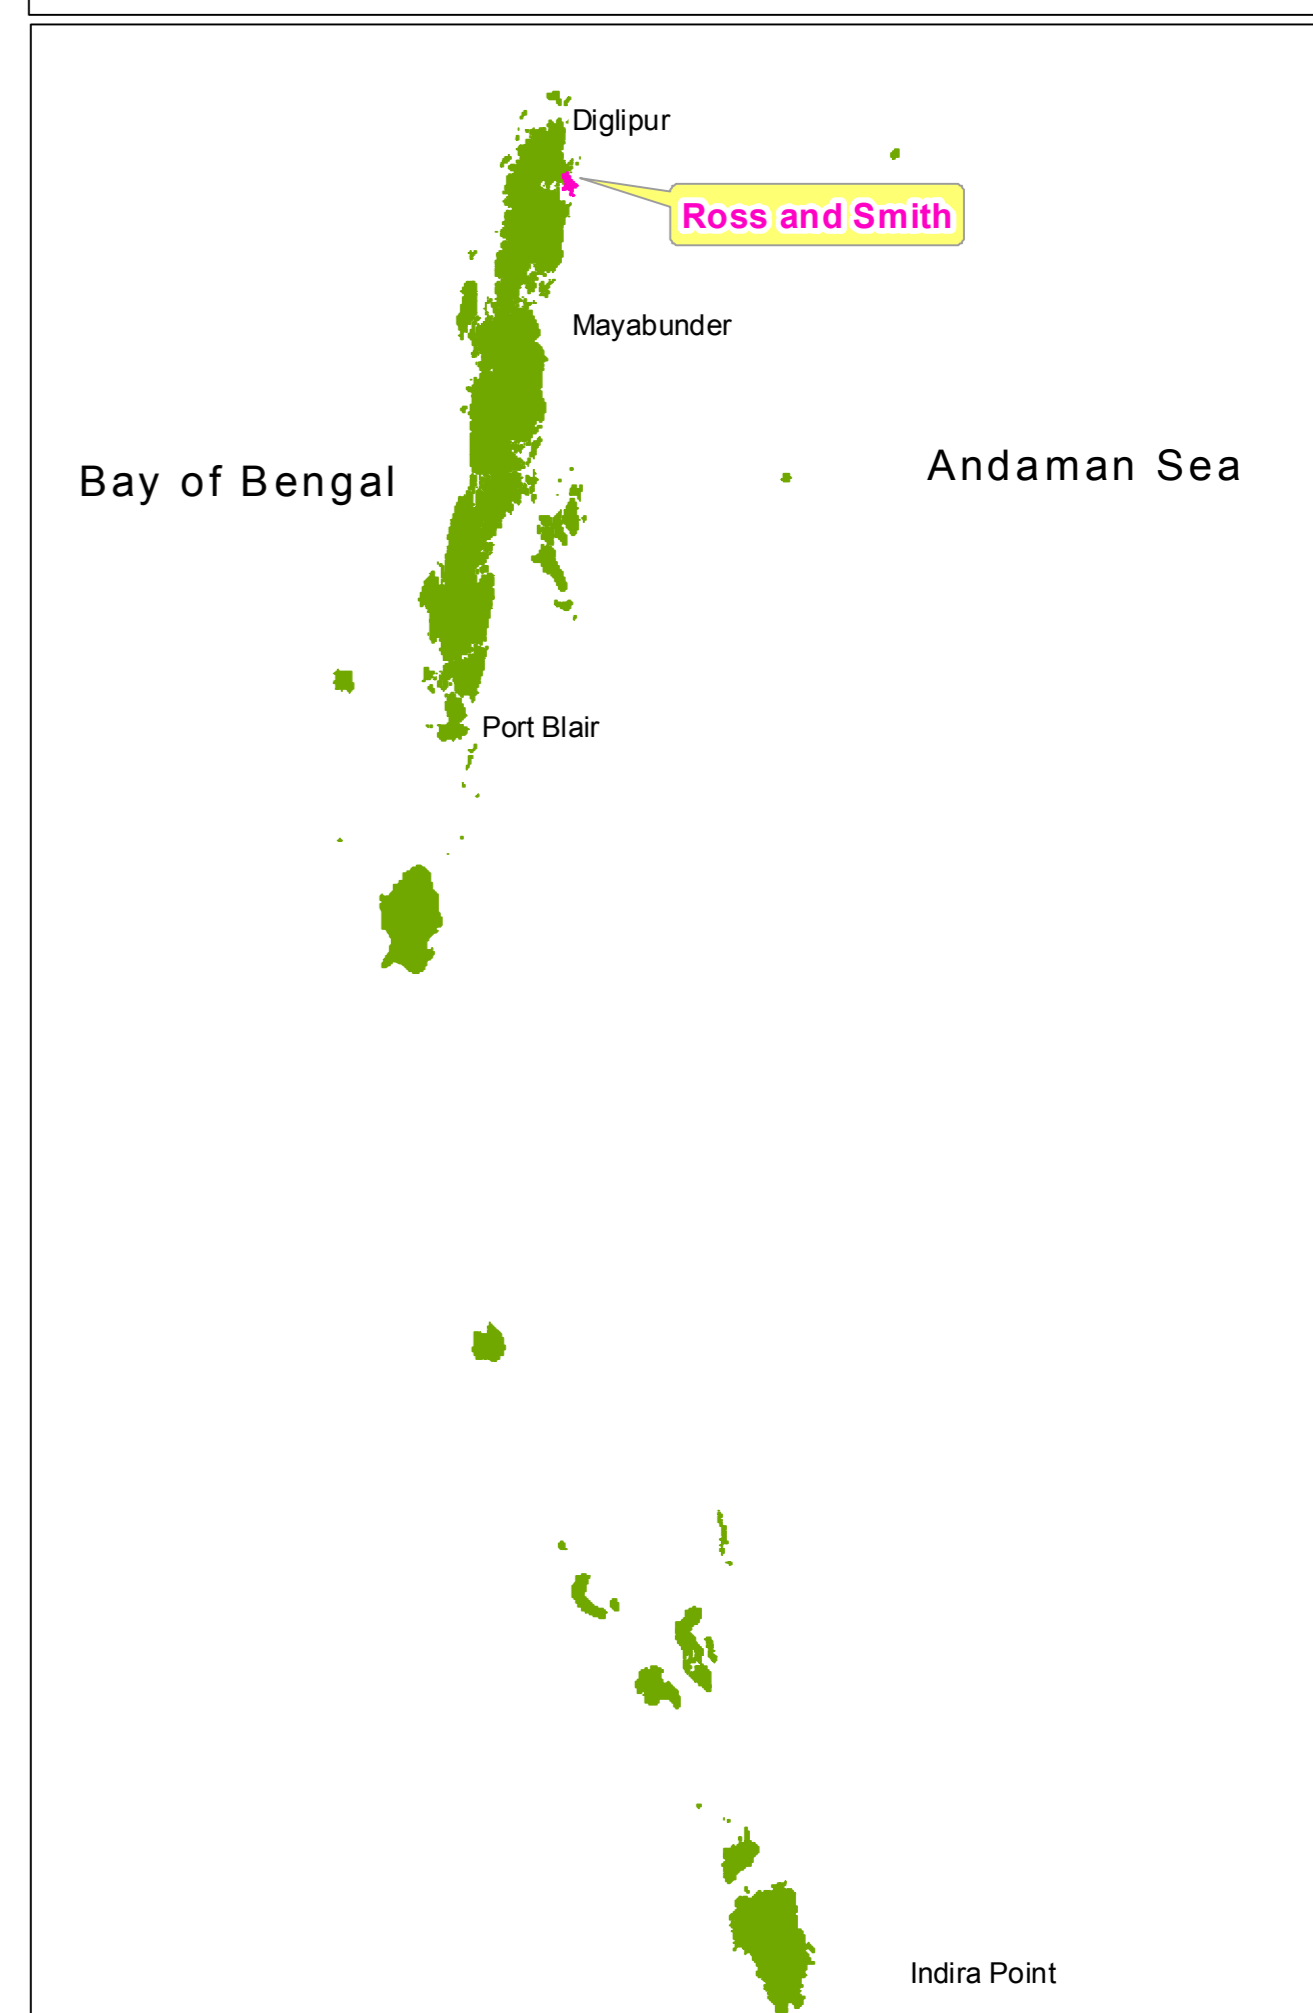 Diglipur
Ross and Smith
Mayabunder
Bay of Bengal
Andaman Sea
Port Blair
Indira Point